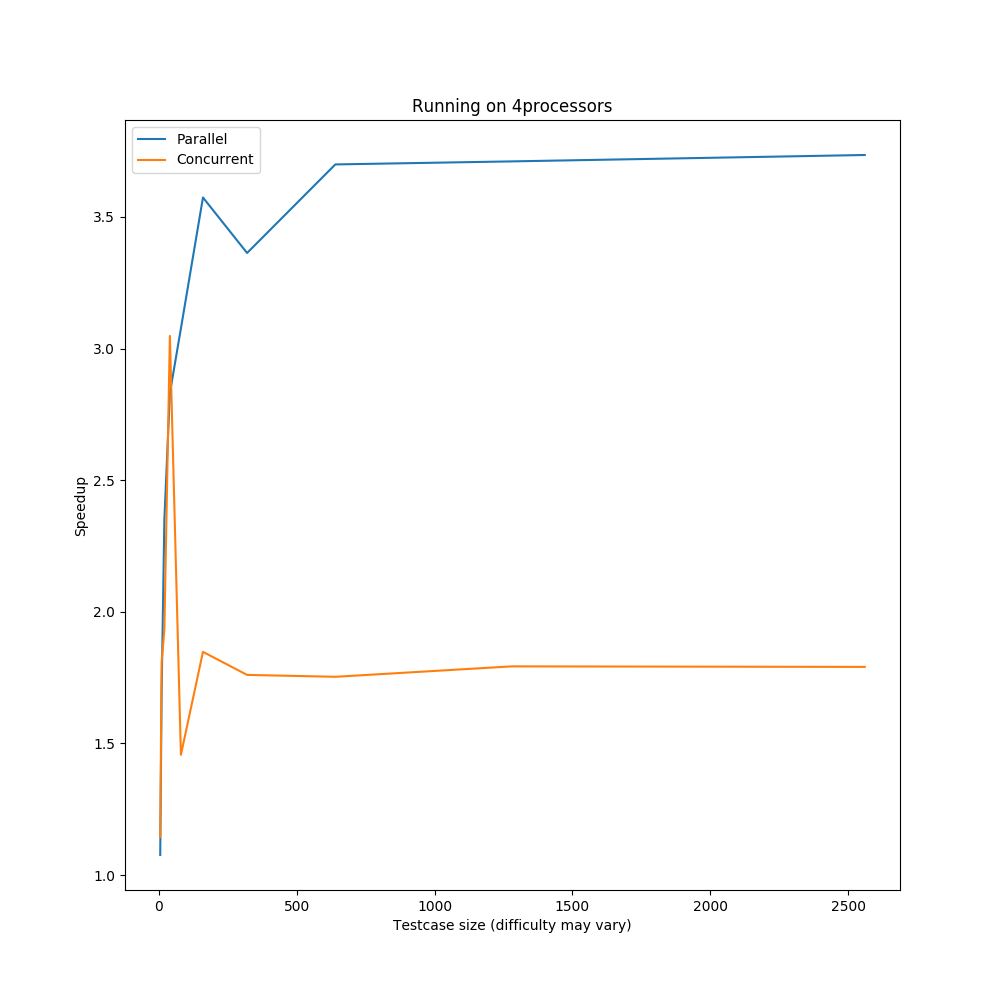 Running on 4processors
Parallel
Concurrent
3.5
3.0
2.5
2.0
1.5
1.0
Speedup
0 500 1000 1500 2000 2500
Testcase size (difficulty may vary)